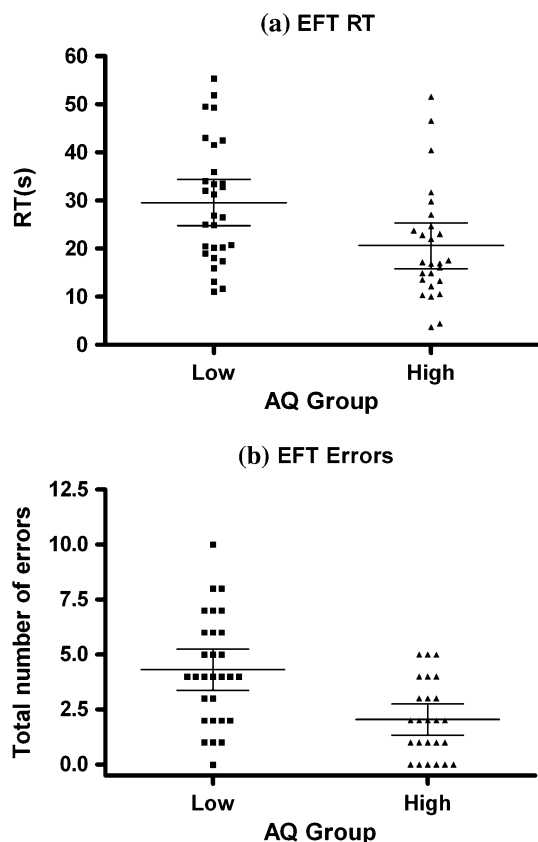 (a) EFT RT
60
50
40
30
20
10
0
RT(s)
Low High
AQ Group
(b) EFT Errors
12.5
10.0
7.5
5.0
2.5
0.0
Total number of errors
Low High
AQ Group